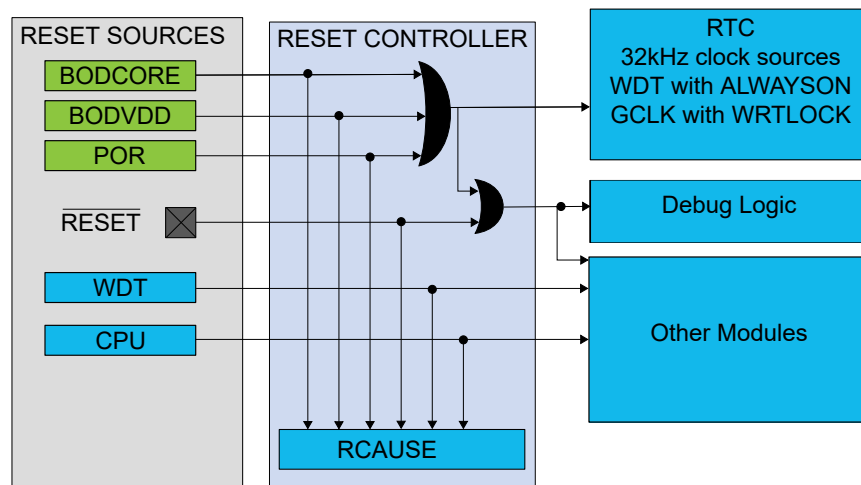 RESET SOURCES
BODCORE
BODVDD
POR
RESET
WDT
CPU
RESET CONTROLLER
RCAUSE
RTC
32kHz clock sources
WDT with ALWAYSON
GCLK with WRTLOCK
Debug Logic
Other Modules